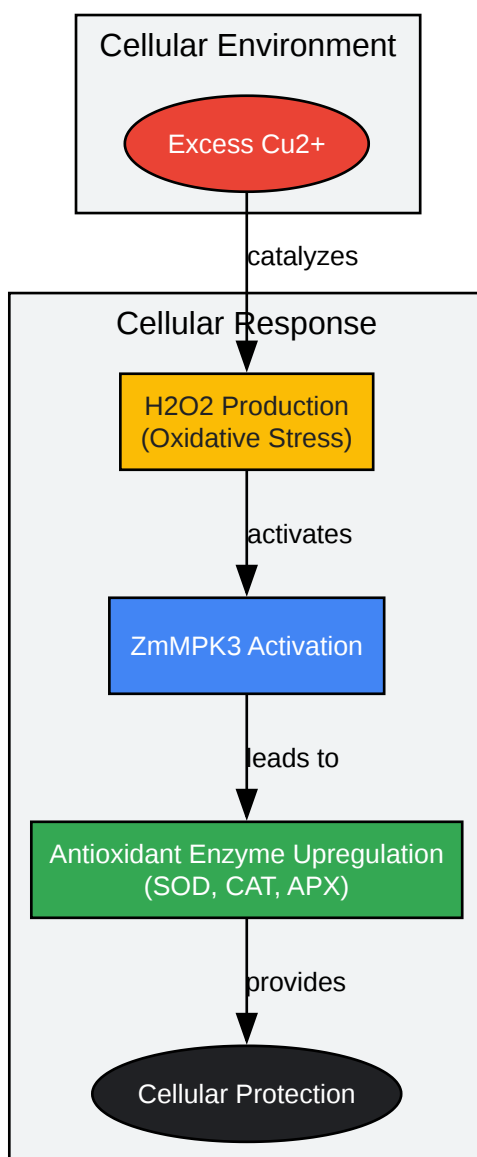 Cellular Environment
Excess Cu2+
catalyzes
Cellular Response
H2O2 Production
(Oxidative Stress)
activates
ZmMPK3 Activation
leads to
Antioxidant Enzyme Upregulation
(SOD, CAT, APX)
provides
Cellular Protection